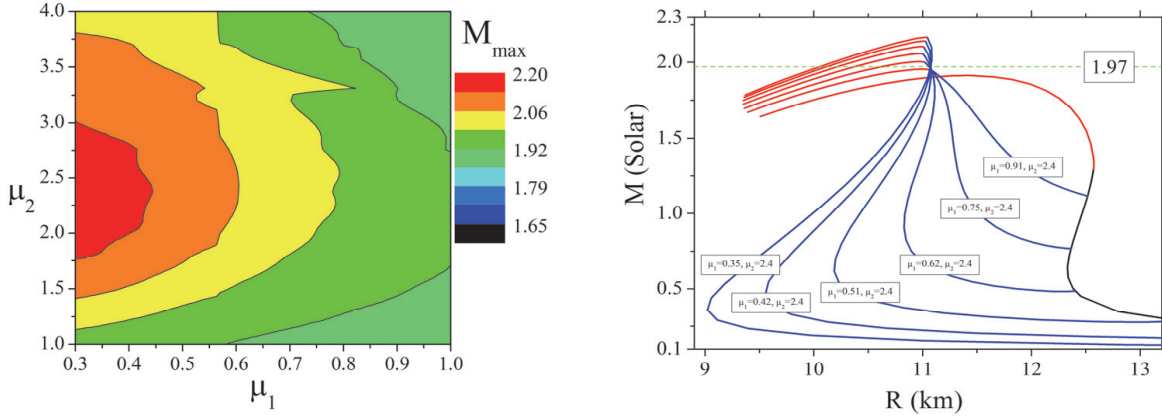 4.0
3.5
3.0
2.5
2.0
1.5
1.0
μ2
0.3 0.4 0.5 0.6 0.7 0.8 0.9 1.0
μ1
Mmax
2.20
2.06
1.92
1.79
1.65
2.3
2.0
1.5
1.0
0.5
0.1
M (Solar)
1.97
μ1=0.91, μ2=2.4
μ1=0.75, μ2=2.4
μ1=0.35, μ2=2.4
μ1=0.62, μ2=2.4
μ1=0.42, μ2=2.4
μ1=0.51, μ2=2.4
9 10 11 12 13
R (km)